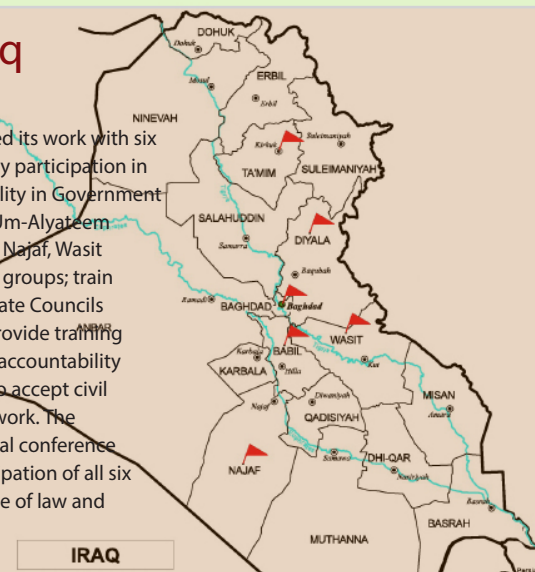 q
ed its work with six
y participation in
ility in Government
Um-Alyateem
Najaf, Wasit
groups; train
ate Councils
rovide training
accountability
o accept civil
work. The
al conference
ipation of all six
e of law and
DOHUK
Dohuk
Mosul
ERBIL
Erbil
NINEVAH
Kirkuk
Suleimaniyah
TA'MIM
SULEIMANIYAH
SALAHUDDIN
Samarra
DIYALA
Baqubah
Ramadi
BAGHDAD
Baghdad
ANBAR
WASIT
Kut
BABIL
Karbala
KARBALA
Hilla
Najaf
Diwaniyah
QADISIYAH
MISAN
Amara
NAJAF
Samawa
DHI-QAR
Nasiriyah
Basrah
BASRAH
MUTHANNA
IRAQ